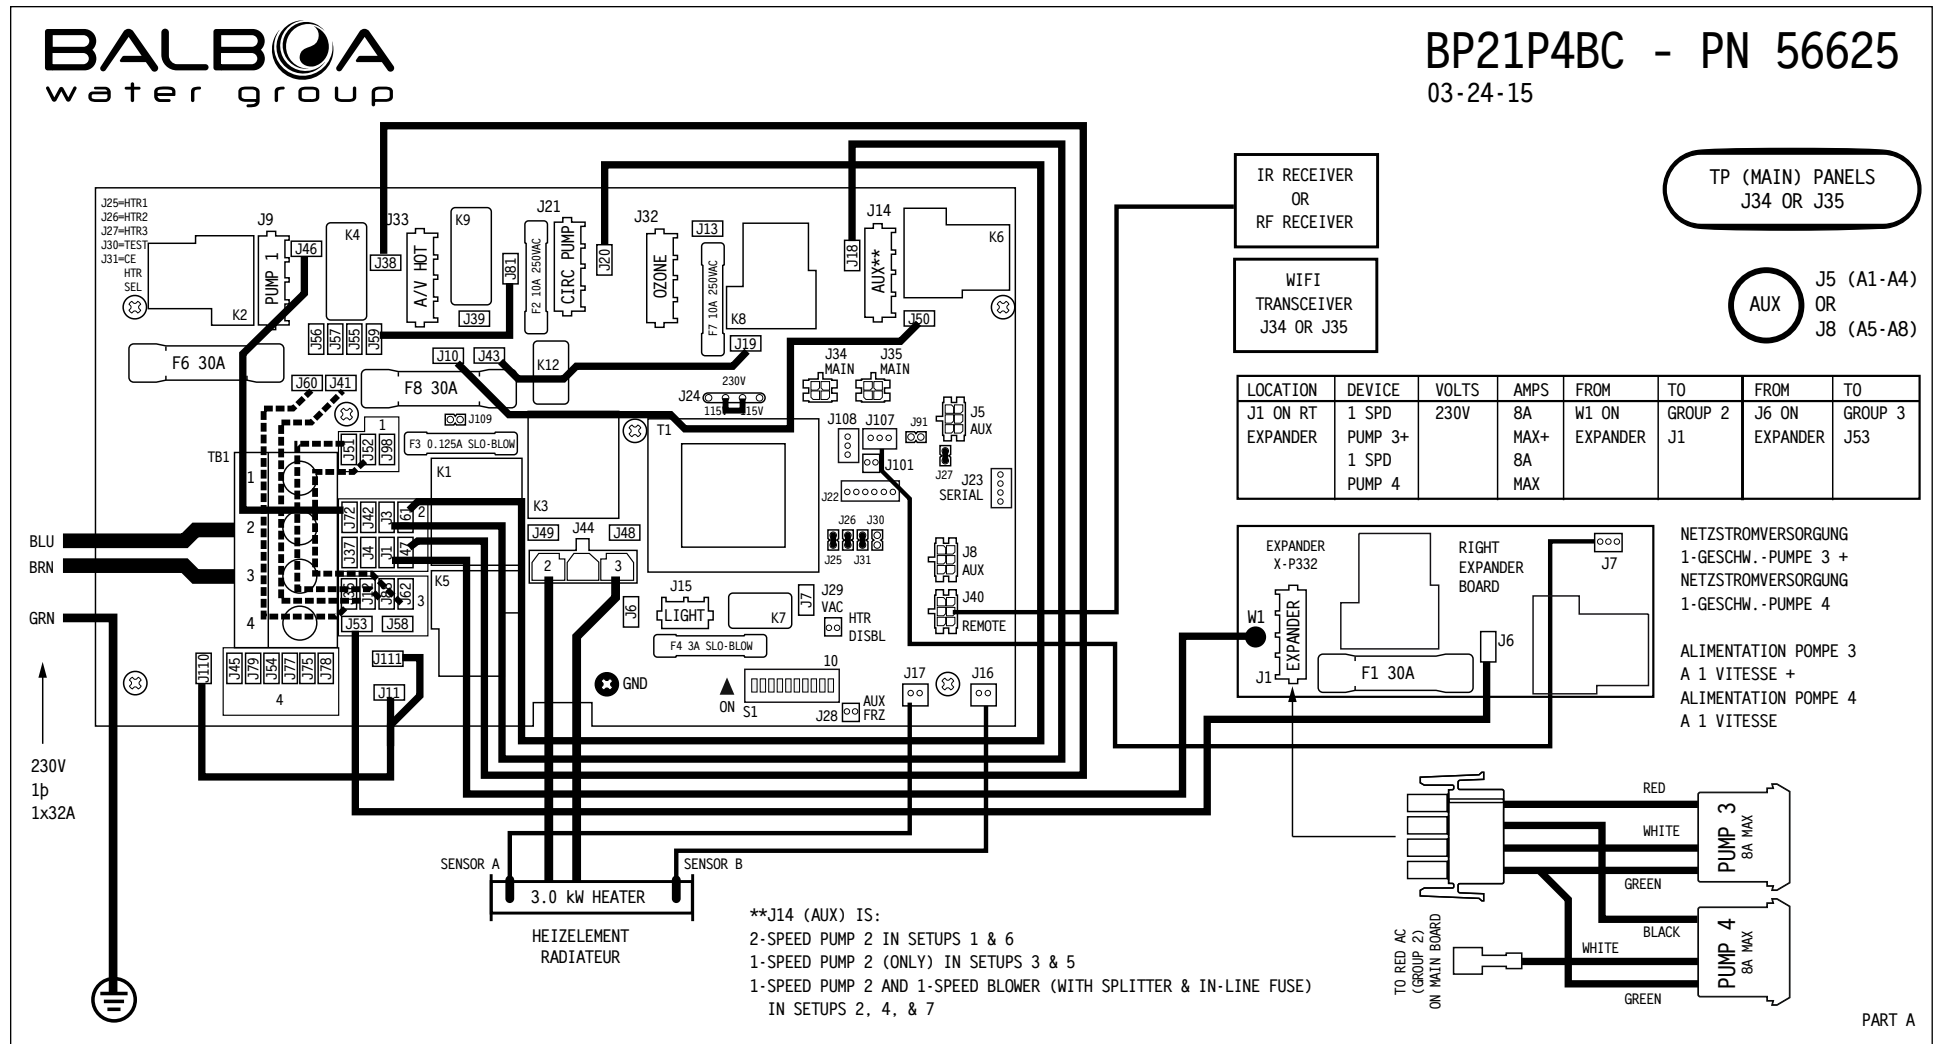 BALBOA
water group
BP21P4BC - PN 56625
03-24-15
J25=HTR1
J26=HTR2
J27=HTR3
J30=TEST
J31=CE
HTR
SEL
J9
PUMP 1
K2
J46
K4
J33
J38
A/V HOT
K9
J39
J81
J21
F2 10A 250VAC
CIRC PUMP
J20
J32
OZONE
J13
F7 10A 250VAC
K8
J19
J18
J14
AUX**
K6
J50
J56
J57
J55
J59
F6 30A
J60
J41
J10
J43
F8 30A
K12
J109
F3 0.125A SLO-BLOW
230V
J24
115V
115V
J34
MAIN
J35
MAIN
J5
AUX
J108
J107
J91
J101
J27
J23
SERIAL
J22
J26
J30
J25
J31
J8
AUX
J40
REMOTE
T1
TB1
1
2
3
4
1
J51
J52
J98
J72
J42
J3
J61
2
J37
J4
J1
J47
J12
J62
3
J53
J58
J110
J45
J79
J54
J77
J75
J78
4
J111
J11
K1
K3
K5
J49
J44
J48
2
3
J6
J15
LIGHT
K7
F4 3A SLO-BLOW
J7
J29
VAC
HTR
DISBL
GND
ON
S1
10
J28
AUX
FRZ
J17
J16
BLU
BRN
GRN
230V
1þ
1x32A
SENSOR A
SENSOR B
3.0 kW HEATER
HEIZELEMENT
RADIATEUR
**J14 (AUX) IS:
2-SPEED PUMP 2 IN SETUPS 1 & 6
1-SPEED PUMP 2 (ONLY) IN SETUPS 3 & 5
1-SPEED PUMP 2 AND 1-SPEED BLOWER (WITH SPLITTER & IN-LINE FUSE)
IN SETUPS 2, 4, & 7
IR RECEIVER
OR
RF RECEIVER
WIFI
TRANSCEIVER
J34 OR J35
TP (MAIN) PANELS
J34 OR J35
AUX
J5 (A1-A4)
OR
J8 (A5-A8)
LOCATION DEVICE VOLTS AMPS FROM TO FROM TO
J1 ON RT 1 SPD 230V 8A W1 ON GROUP 2 J6 ON GROUP 3
EXPANDER PUMP 3+ MAX+ EXPANDER J1 EXPANDER J53
1 SPD 8A
PUMP 4 MAX
EXPANDER
X-P332
W1
EXPANDER
J1
F1 30A
RIGHT
EXPANDER
BOARD
J6
J7
NETZSTROMVERSORGUNG
1-GESCHW.-PUMPE 3 +
NETZSTROMVERSORGUNG
1-GESCHW.-PUMPE 4
ALIMENTATION POMPE 3
A 1 VITESSE +
ALIMENTATION POMPE 4
A 1 VITESSE
RED
WHITE
GREEN
PUMP 3
8A MAX
BLACK
WHITE
GREEN
PUMP 4
8A MAX
TO RED AC
(GROUP 2)
ON MAIN BOARD
PART A